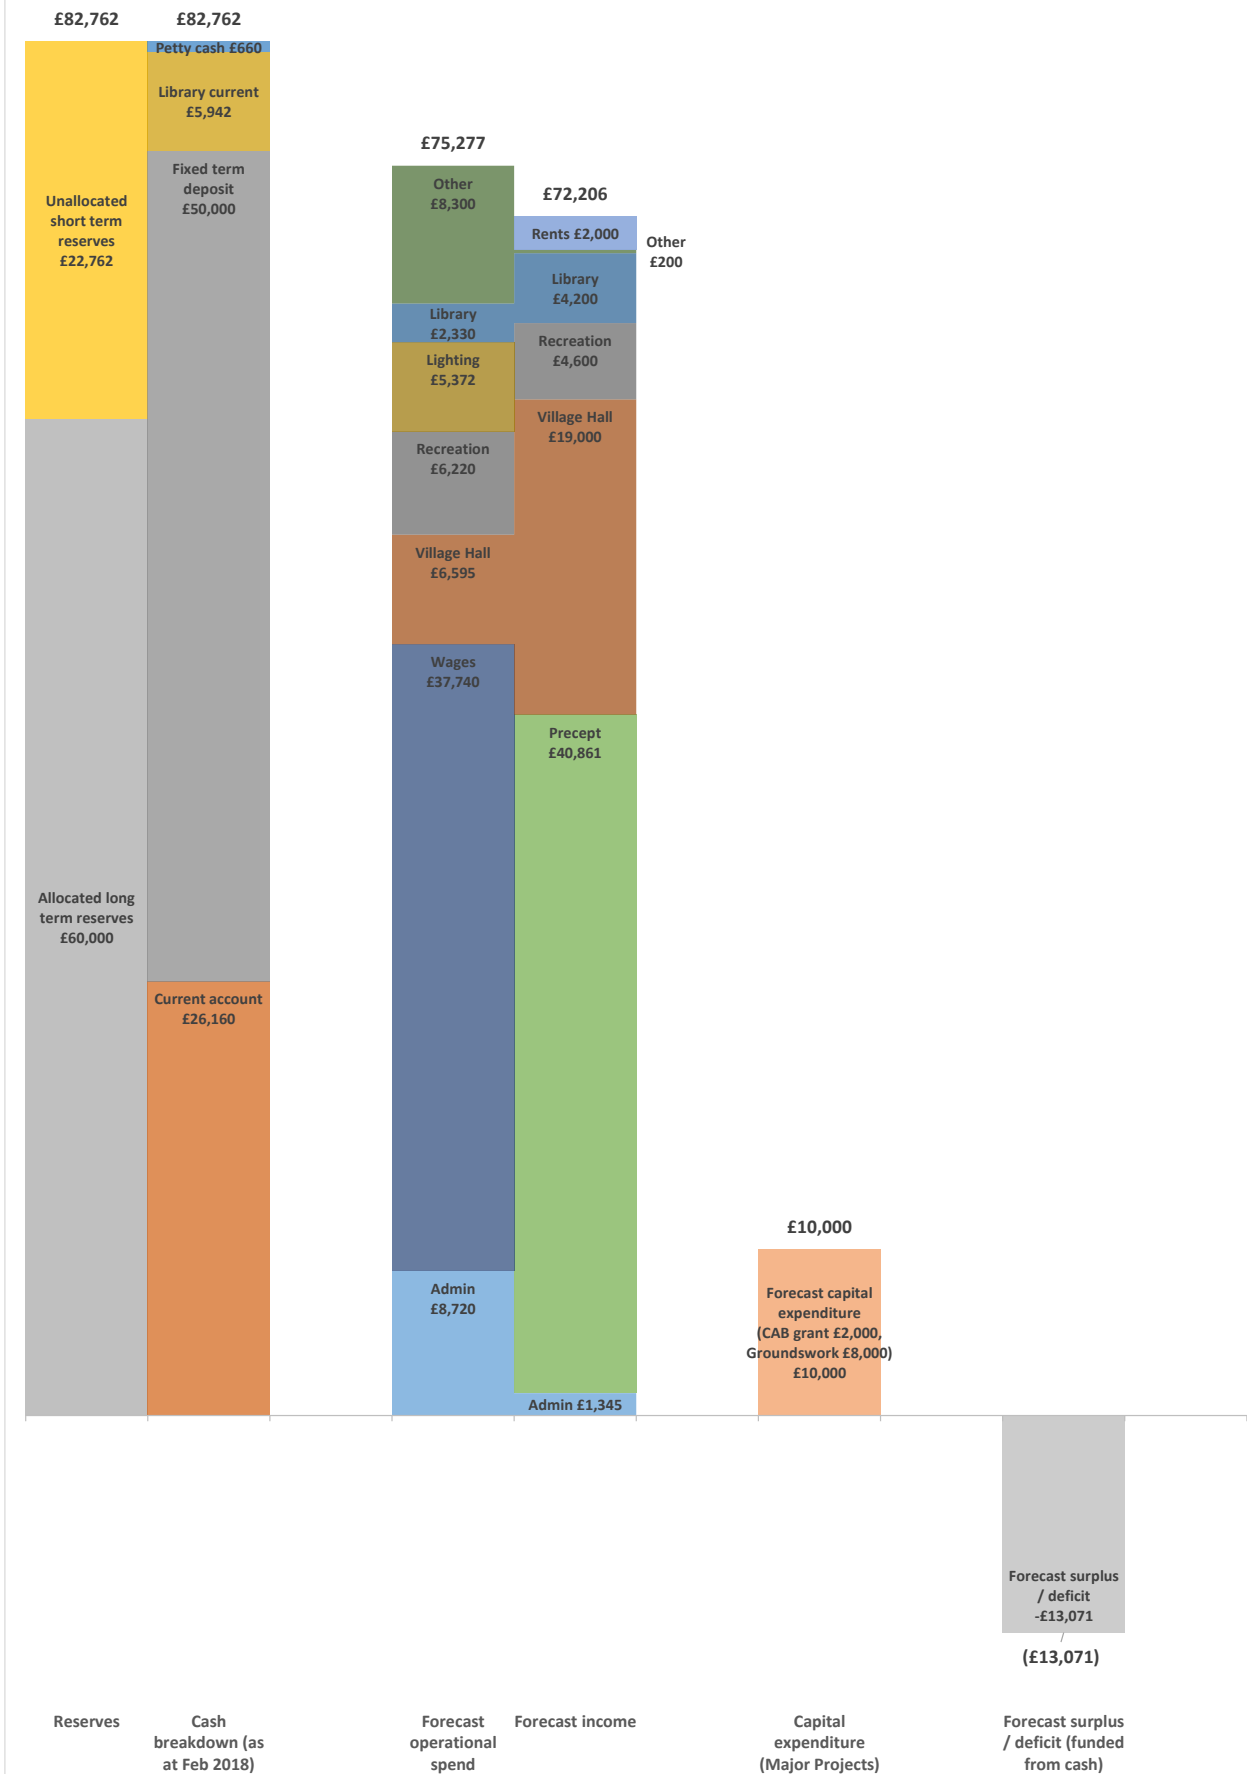 £82,762
£82,762
Petty cash £660
Library current
£5,942
Fixed term
deposit
£50,000
Unallocated
short term
reserves
£22,762
Allocated long
term reserves
£60,000
Current account
£26,160
£75,277
Other
£8,300
Library
£2,330
Lighting
£5,372
Recreation
£6,220
Village Hall
£6,595
Wages
£37,740
Admin
£8,720
£72,206
Rents £2,000
Other
£200
Library
£4,200
Recreation
£4,600
Village Hall
£19,000
Precept
£40,861
Admin £1,345
£10,000
Forecast capital
expenditure
(CAB grant £2,000,
Groundswork £8,000)
£10,000
Forecast surplus
/ deficit
-£13,071
(£13,071)
Reserves
Cash
breakdown (as
at Feb 2018)
Forecast
operational
spend
Forecast income
Capital
expenditure
(Major Projects)
Forecast surplus
/ deficit (funded
from cash)